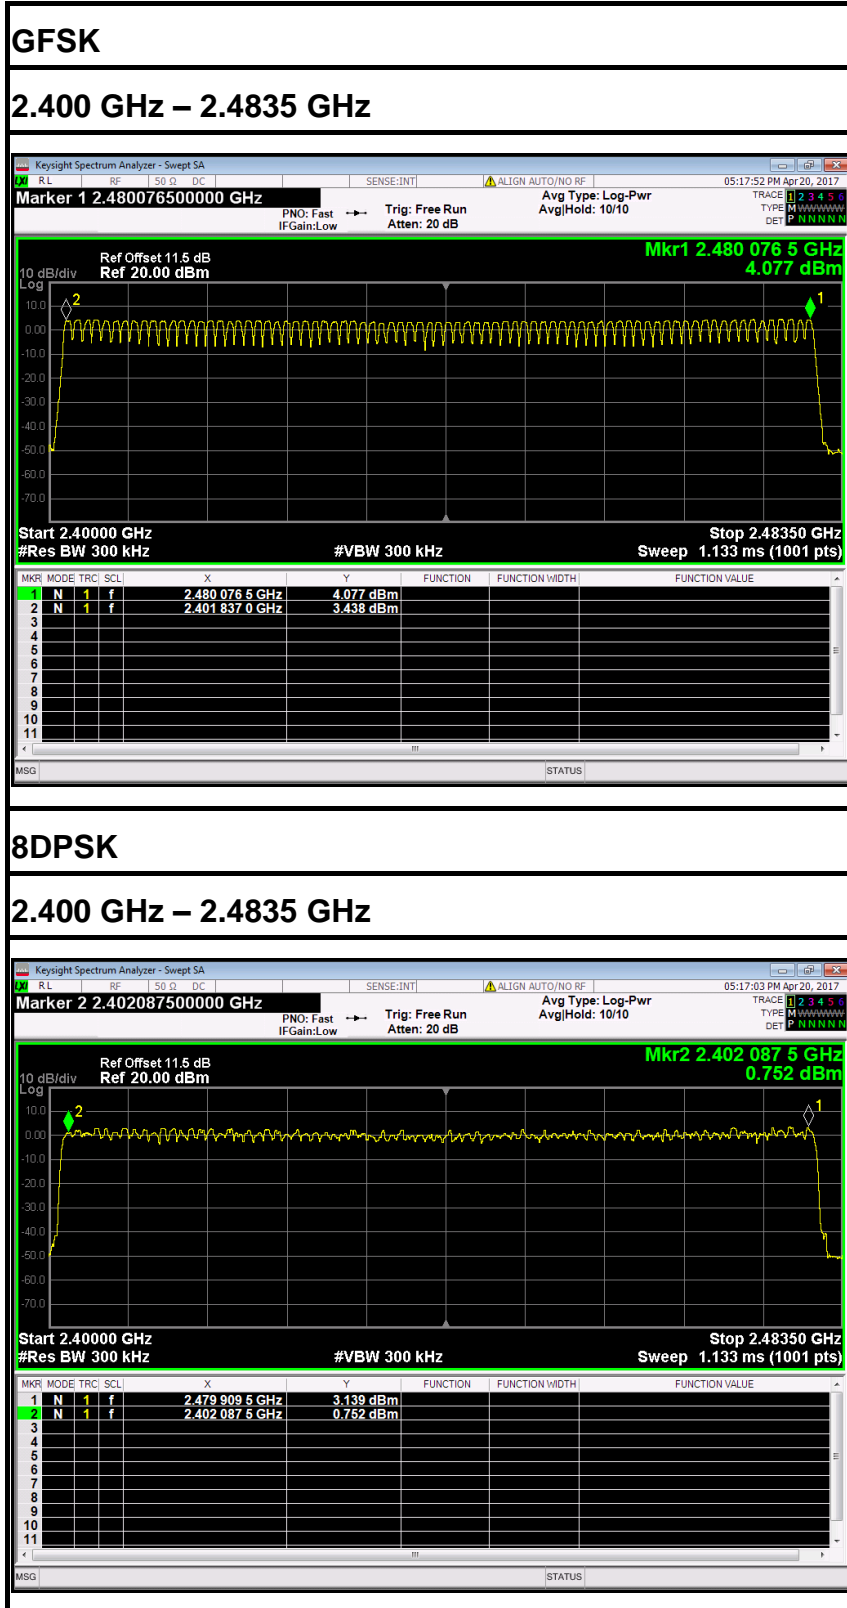 GFSK
2.400 GHz – 2.4835 GHz
Keysight Spectrum Analyzer - Swept SA
LXI RL RF 50 Ω DC SENSE:INT ALIGN AUTO/NO RF 05:17:52 PM Apr 20, 2017
Marker 1 2.480076500000 GHz Avg Type: Log-Pwr TRACE 1 2 3 4 5 6
PNO: Fast Trig: Free Run Avg|Hold: 10/10 TYPE M WWWWW
IFGain:Low Atten: 20 dB DET P N N N N N
Mkr1 2.480 076 5 GHz
4.077 dBm
Ref Offset 11.5 dB
10 dB/div Ref 20.00 dBm
Log
10.0
0.00
-10.0
-20.0
-30.0
-40.0
-50.0
-60.0
-70.0
2
1
Start 2.40000 GHz Stop 2.48350 GHz
#Res BW 300 kHz #VBW 300 kHz Sweep 1.133 ms (1001 pts)
MKR MODE TRC SCL X Y FUNCTION FUNCTION WIDTH FUNCTION VALUE
1 N 1 f 2.480 076 5 GHz 4.077 dBm
2 N 1 f 2.401 837 0 GHz 3.438 dBm
3
4
5
6
7
8
9
10
11
MSG STATUS
8DPSK
2.400 GHz – 2.4835 GHz
Keysight Spectrum Analyzer - Swept SA
LXI RL RF 50 Ω DC SENSE:INT ALIGN AUTO/NO RF 05:17:03 PM Apr 20, 2017
Marker 2 2.402087500000 GHz Avg Type: Log-Pwr TRACE 1 2 3 4 5 6
PNO: Fast Trig: Free Run Avg|Hold: 10/10 TYPE M WWWWW
IFGain:Low Atten: 20 dB DET P N N N N N
Mkr2 2.402 087 5 GHz
0.752 dBm
Ref Offset 11.5 dB
10 dB/div Ref 20.00 dBm
Log
10.0
0.00
-10.0
-20.0
-30.0
-40.0
-50.0
-60.0
-70.0
2
1
Start 2.40000 GHz Stop 2.48350 GHz
#Res BW 300 kHz #VBW 300 kHz Sweep 1.133 ms (1001 pts)
MKR MODE TRC SCL X Y FUNCTION FUNCTION WIDTH FUNCTION VALUE
1 N 1 f 2.479 909 5 GHz 3.139 dBm
2 N 1 f 2.402 087 5 GHz 0.752 dBm
3
4
5
6
7
8
9
10
11
MSG STATUS